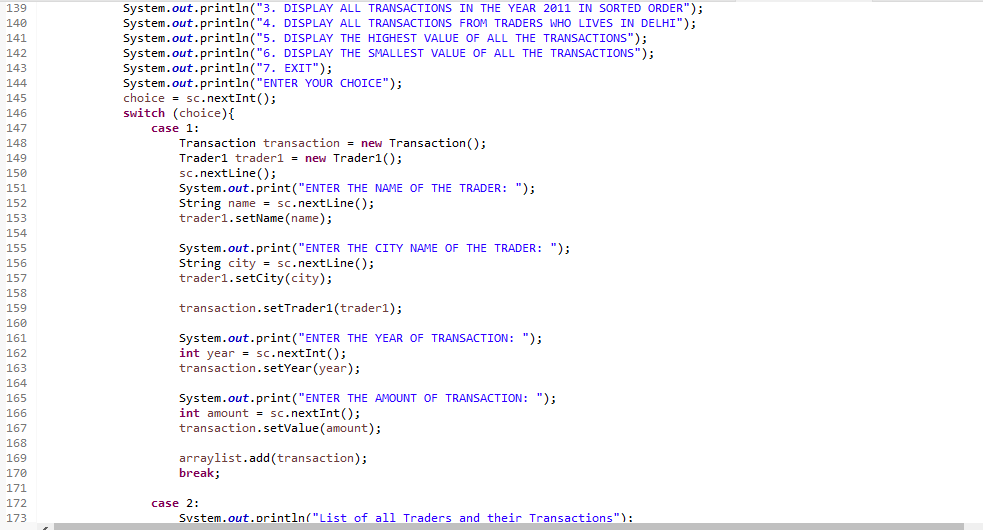 139 System.out.println("3. DISPLAY ALL TRANSACTIONS IN THE YEAR 2011 IN SORTED ORDER");
140 System.out.println("4. DISPLAY ALL TRANSACTIONS FROM TRADERS WHO LIVES IN DELHI");
141 System.out.println("5. DISPLAY THE HIGHEST VALUE OF ALL THE TRANSACTIONS");
142 System.out.println("6. DISPLAY THE SMALLEST VALUE OF ALL THE TRANSACTIONS");
143 System.out.println("7. EXIT");
144 System.out.println("ENTER YOUR CHOICE");
145 choice = sc.nextInt();
146 switch (choice){
147 case 1:
148 Transaction transaction = new Transaction();
149 Trader1 trader1 = new Trader1();
150 sc.nextLine();
151 System.out.print("ENTER THE NAME OF THE TRADER: ");
152 String name = sc.nextLine();
153 trader1.setName(name);
154
155 System.out.print("ENTER THE CITY NAME OF THE TRADER: ");
156 String city = sc.nextLine();
157 trader1.setCity(city);
158
159 transaction.setTrader1(trader1);
160
161 System.out.print("ENTER THE YEAR OF TRANSACTION: ");
162 int year = sc.nextInt();
163 transaction.setYear(year);
164
165 System.out.print("ENTER THE AMOUNT OF TRANSACTION: ");
166 int amount = sc.nextInt();
167 transaction.setValue(amount);
168
169 arraylist.add(transaction);
170 break;
171
172 case 2:
173 System.out.println("List of all Traders and their Transactions");